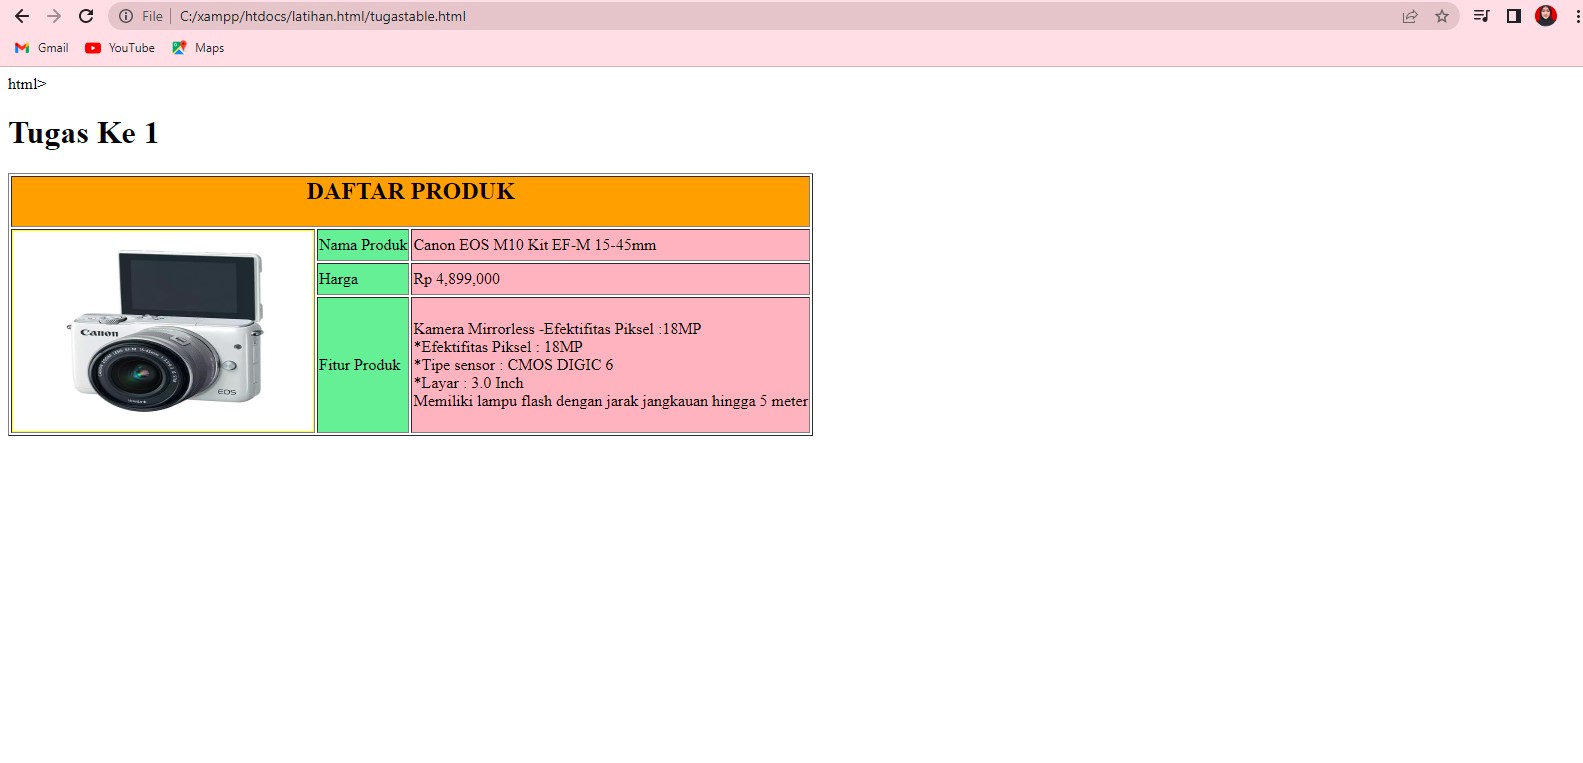 File C:/xampp/htdocs/latihan.html/tugastable.html
Gmail YouTube Maps
html>
Tugas Ke 1
DAFTAR PRODUK
Canon
EOS
Nama Produk Canon EOS M10 Kit EF-M 15-45mm
Harga Rp 4,899,000
Fitur Produk
Kamera Mirrorless -Efektifitas Piksel :18MP
*Efektifitas Piksel : 18MP
*Tipe sensor : CMOS DIGIC 6
*Layar : 3.0 Inch
Memiliki lampu flash dengan jarak jangkauan hingga 5 meter